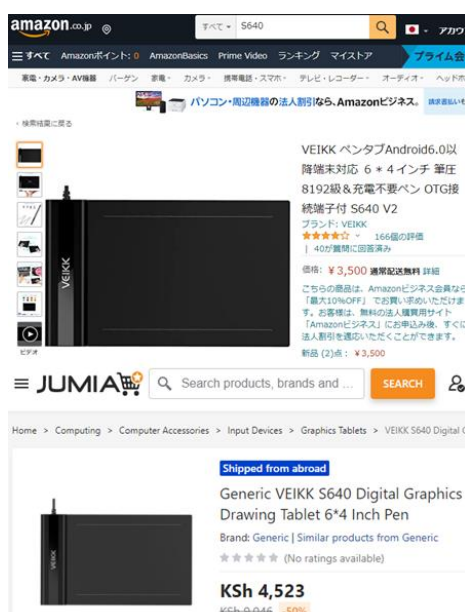 amazon.co.jp
すべて
S640
アカウ
すべて Amazonポイント: 0 AmazonBasics Prime Video ランキング マイストア プライム会
家電・カメラ・AV機器 バーゲン 家電 カメラ 携帯電話・スマホ テレビ・レコーダー オーディオ ヘッドホ
パソコン・周辺機器の法人割引なら、Amazonビジネス。
‹ 検索結果に戻る
VEIKK ペンタブAndroid6.0以
降端末対応 6 * 4インチ 筆圧
8192級&充電不要ペン OTG接
続端子付 S640 V2
ブランド: VEIKK
166個の評価
| 40が質問に回答済み
価格: ¥3,500 通常配送無料 詳細
こちらの商品は、Amazonビジネス会員なら
「最大10%OFF」でお買い求めいただけま
す。お客様は、無料の法人購買用サイト
「Amazonビジネス」にお申込み後、すぐに
法人割引を適応いただくことができます。
新品 (2)点: ¥3,500
VEIKK
ビデオ
JUMIA
Search products, brands and ...
SEARCH
Home > Computing > Computer Accessories > Input Devices > Graphics Tablets > VEIKK S640 Digital G
Shipped from abroad
Generic VEIKK S640 Digital Graphics
Drawing Tablet 6*4 Inch Pen
Brand: Generic | Similar products from Generic
(No ratings available)
KSh 4,523
KSh 9,046 -50%
VEIKK